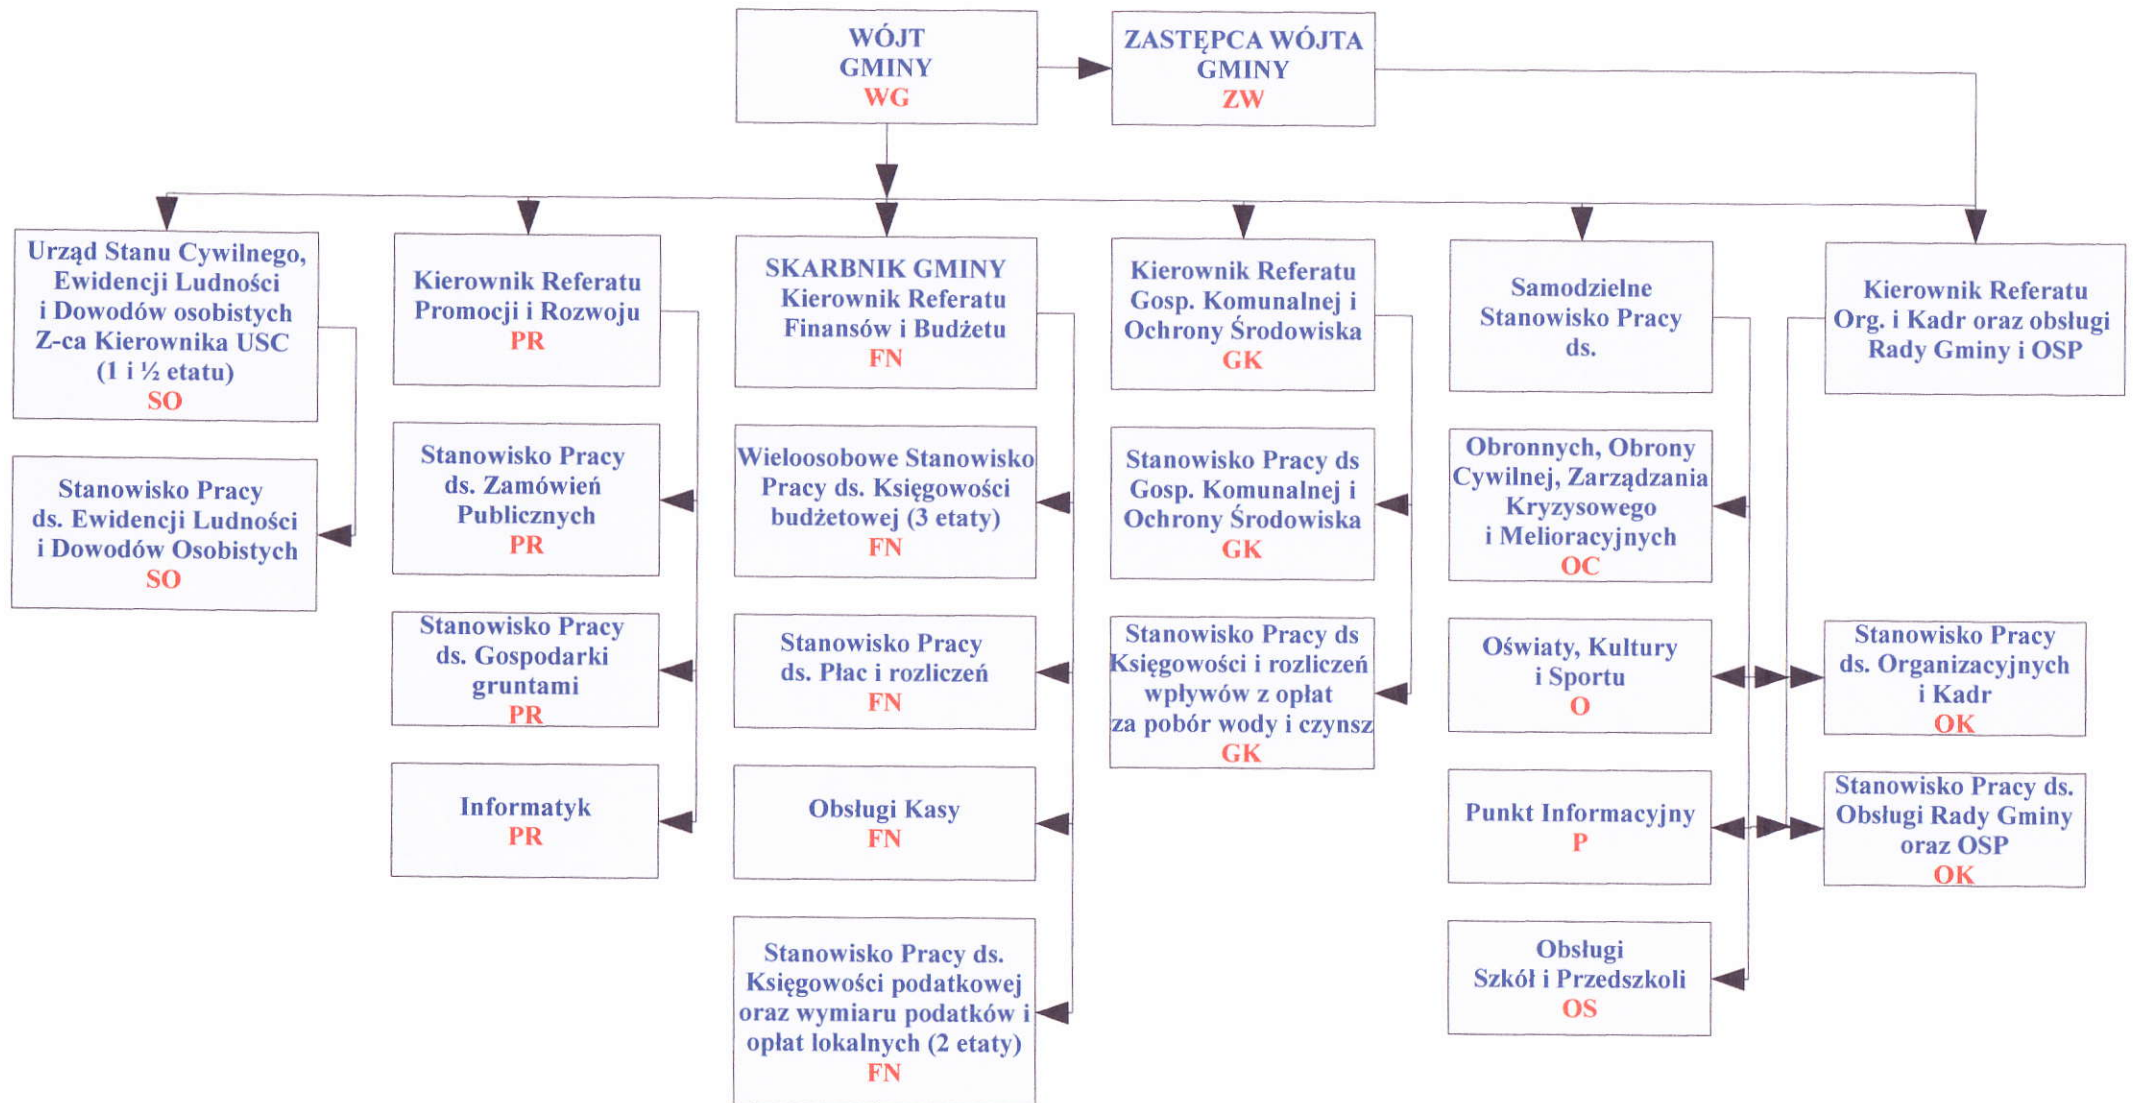 WÓJT
GMINY
WG
ZASTĘPCA WÓJTA
GMINY
ZW
Urząd Stanu Cywilnego,
Ewidencji Ludności
i Dowodów osobistych
Z-ca Kierownika USC
(1 i ½ etatu)
SO
Kierownik Referatu
Promocji i Rozwoju
PR
SKARBNIK GMINY
Kierownik Referatu
Finansów i Budżetu
FN
Kierownik Referatu
Gosp. Komunalnej i
Ochrony Środowiska
GK
Samodzielne
Stanowisko Pracy
ds.
Kierownik Referatu
Org. i Kadr oraz obsługi
Rady Gminy i OSP
Stanowisko Pracy
ds. Ewidencji Ludności
i Dowodów Osobistych
SO
Stanowisko Pracy
ds. Zamówień
Publicznych
PR
Wieloosobowe Stanowisko
Pracy ds. Księgowości
budżetowej (3 etaty)
FN
Stanowisko Pracy ds
Gosp. Komunalnej i
Ochrony Środowiska
GK
Obronnych, Obrony
Cywilnej, Zarządzania
Kryzysowego
i Melioracyjnych
OC
Stanowisko Pracy
ds. Gospodarki
gruntami
PR
Stanowisko Pracy
ds. Płac i rozliczeń
FN
Stanowisko Pracy ds
Księgowości i rozliczeń
wpływów z opłat
za pobór wody i czynsz
GK
Oświaty, Kultury
i Sportu
O
Stanowisko Pracy
ds. Organizacyjnych
i Kadr
OK
Informatyk
PR
Obsługi Kasy
FN
Punkt Informacyjny
P
Stanowisko Pracy ds.
Obsługi Rady Gminy
oraz OSP
OK
Stanowisko Pracy ds.
Księgowości podatkowej
oraz wymiaru podatków i
opłat lokalnych (2 etaty)
FN
Obsługi
Szkół i Przedszkoli
OS